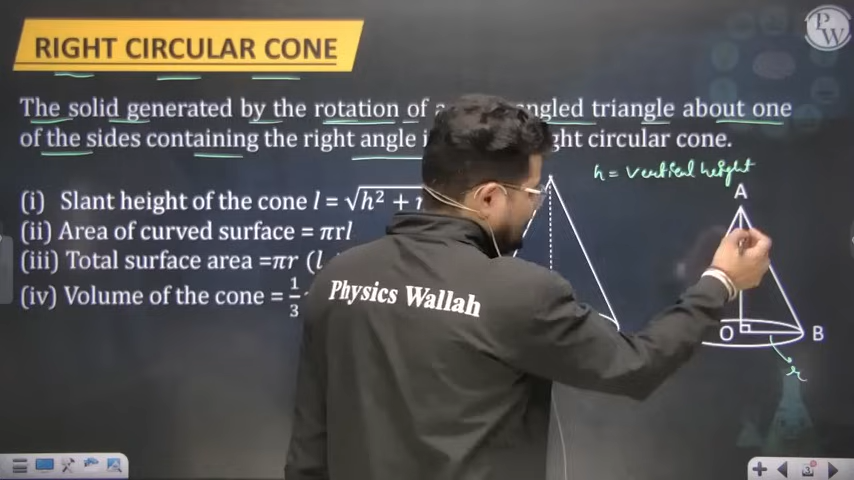 RIGHT CIRCULAR CONE
PW
The solid generated by the rotation of a angled triangle about one
of the sides containing the right angle right circular cone.
h = vertical height
(i) Slant height of the cone l = √h² +
(ii) Area of curved surface = πrl
(iii) Total surface area =πr (l
(iv) Volume of the cone = 1/3
A
O
B
r
Physics Wallah